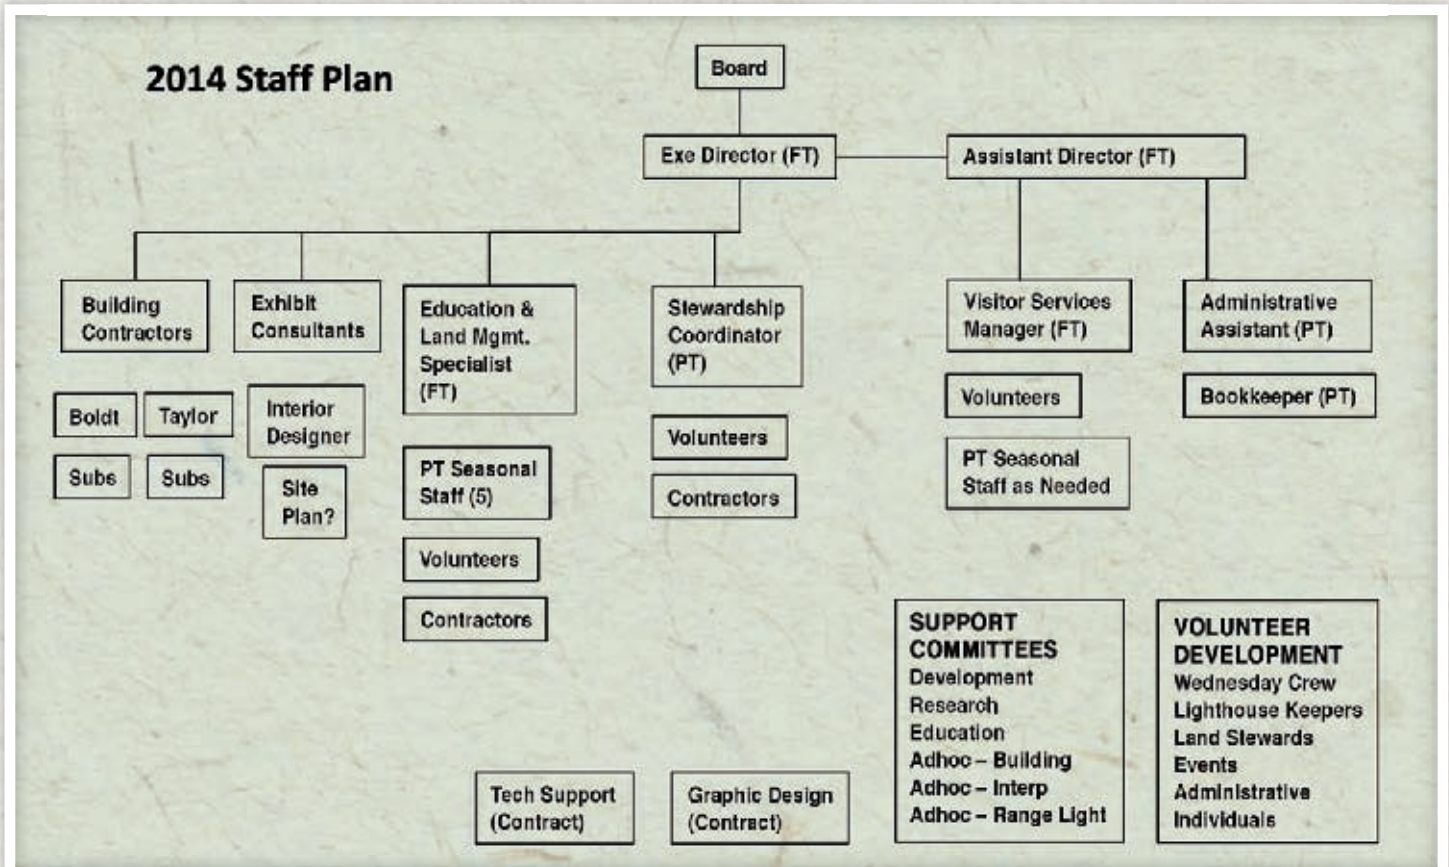 2014 Staff Plan
Board
Exe Director (FT)
Assistant Director (FT)
Building
Contractors
Exhibit
Consultants
Education &
Land Mgmt.
Specialist
(FT)
Stewardship
Coordinator
(PT)
Visitor Services
Manager (FT)
Administrative
Assistant (PT)
Boldt
Taylor
Subs
Subs
Interior
Designer
Site
Plan?
PT Seasonal
Staff (5)
Volunteers
Contractors
Volunteers
Contractors
Volunteers
PT Seasonal
Staff as Needed
Bookkeeper (PT)
Tech Support
(Contract)
Graphic Design
(Contract)
SUPPORT
COMMITTEES
Development
Research
Education
Adhoc – Building
Adhoc – Interp
Adhoc – Range Light
VOLUNTEER
DEVELOPMENT
Wednesday Crew
Lighthouse Keepers
Land Stewards
Events
Administrative
Individuals